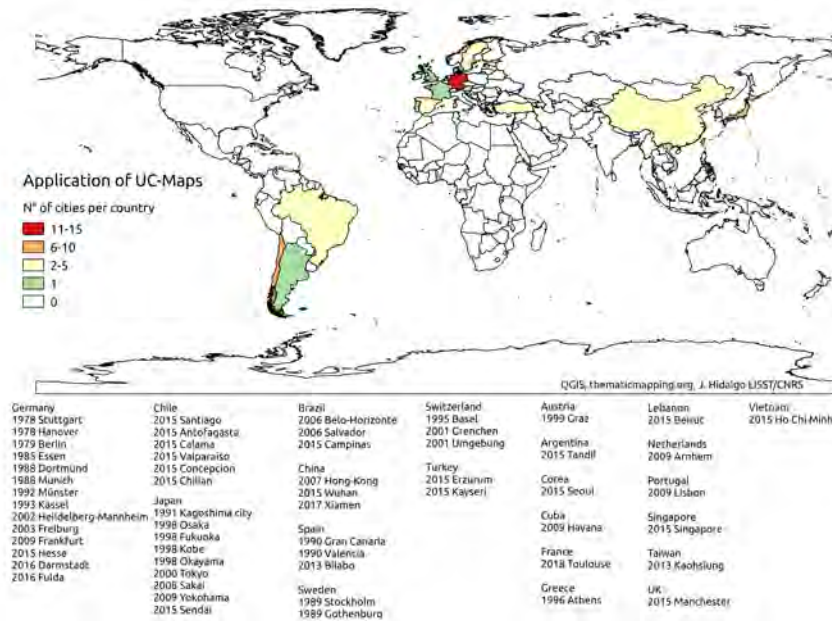 Application of UC-Maps
N° of cities per country
11-15
6-10
2-5
1
0
QGIS, thematicmapping.org, J. Hidalgo LISST/CNRS
Germany
1978 Stuttgart
1978 Hanover
1979 Berlin
1985 Essen
1988 Dortmund
1988 Munich
1992 Münster
1993 Kassel
2002 Heildelberg-Mannheim
2003 Freiburg
2009 Frankfurt
2015 Hesse
2016 Darmstadt
2016 Fulda
Chile
2015 Santiago
2015 Antofagasta
2015 Calama
2015 Valparaiso
2015 Concepcion
2015 Chillan
Japan
1991 Kagoshima city
1998 Osaka
1998 Fukuoka
1998 Kobe
1998 Okayama
2000 Tokyo
2006 Sakai
2009 Yokohama
2015 Sendai
Brazil
2006 Belo-Horizonte
2006 Salvador
2015 Campinas
China
2007 Hong-Kong
2015 Wuhan
2017 Xiamen
Spain
1990 Gran Canaria
1990 Valencia
2013 Bilabo
Sweden
1989 Stockholm
1989 Gothenburg
Switzerland
1995 Basel
2001 Grenchen
2001 Umgebung
Turkey
2015 Erzurum
2015 Kayseri
Austria
1999 Graz
Argentina
2015 Tandil
Corea
2015 Seoul
Cuba
2009 Havana
France
2018 Toulouse
Greece
1996 Athens
Lebanon
2015 Beirut
Netherlands
2009 Arnhem
Portugal
2009 Lisbon
Singapore
2015 Singapore
Taiwan
2013 Kaohsiung
UK
2015 Manchester
Vietnam
2015 Ho Chi Minh